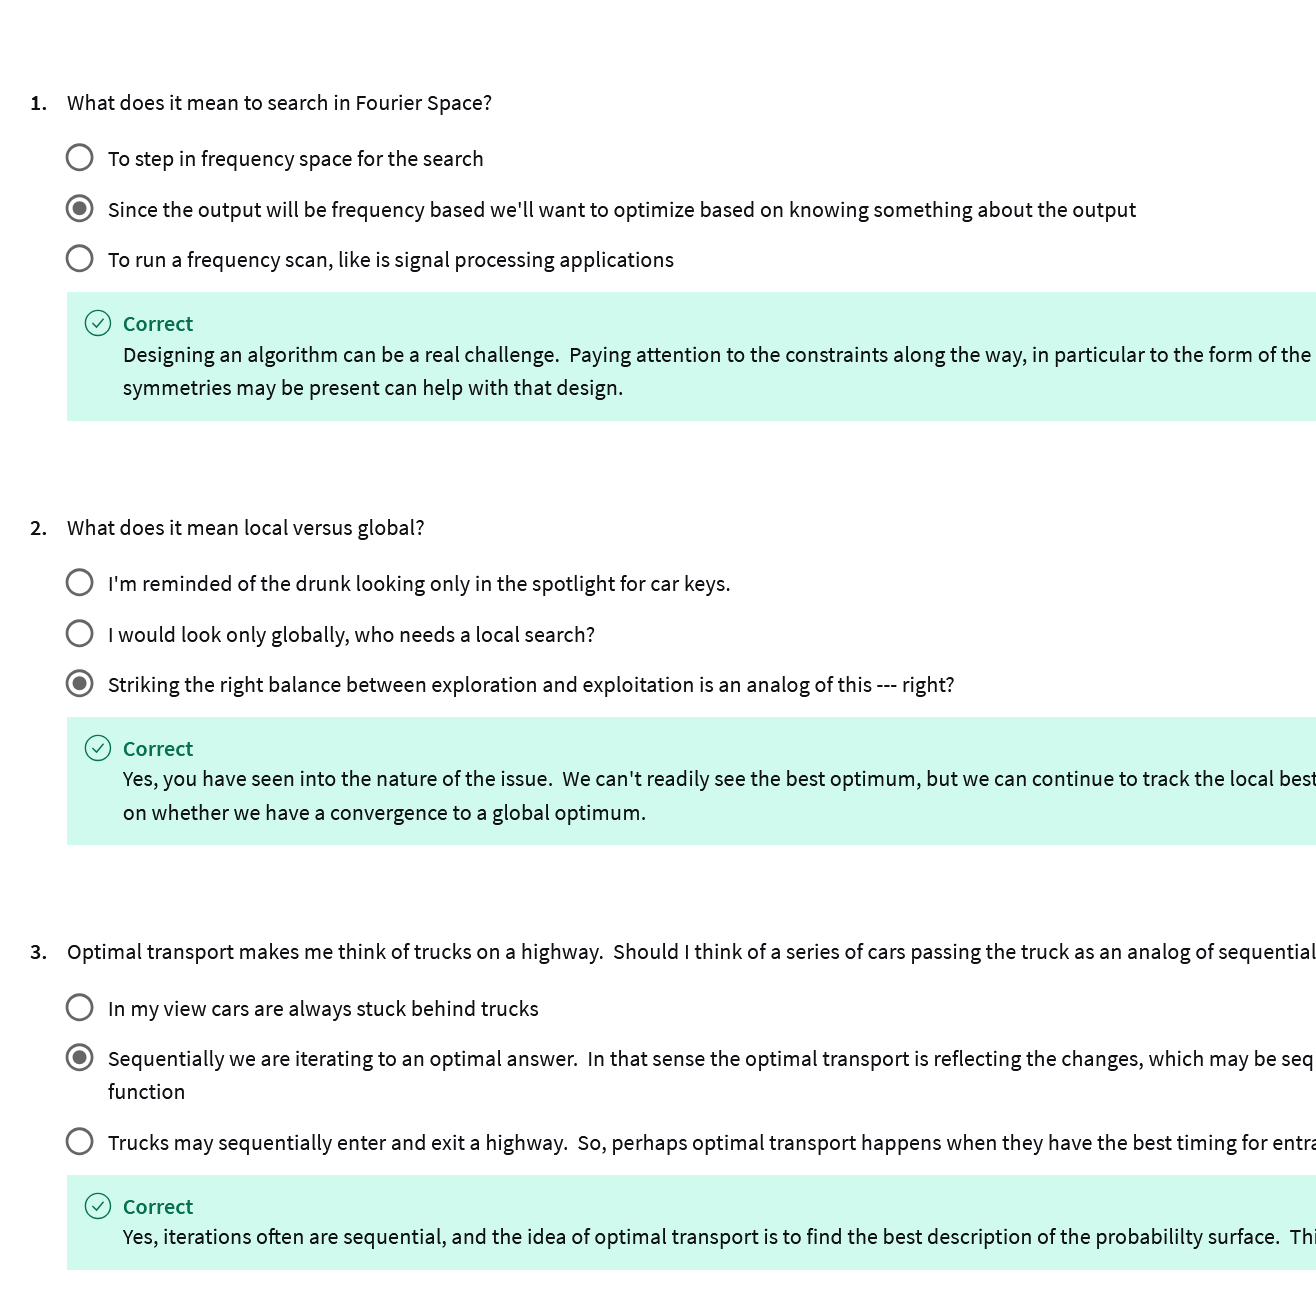 1. What does it mean to search in Fourier Space?
To step in frequency space for the search
Since the output will be frequency based we'll want to optimize based on knowing something about the output
To run a frequency scan, like is signal processing applications
Correct
Designing an algorithm can be a real challenge. Paying attention to the constraints along the way, in particular to the form of the
symmetries may be present can help with that design.
2. What does it mean local versus global?
I'm reminded of the drunk looking only in the spotlight for car keys.
I would look only globally, who needs a local search?
Striking the right balance between exploration and exploitation is an analog of this --- right?
Correct
Yes, you have seen into the nature of the issue. We can't readily see the best optimum, but we can continue to track the local best
on whether we have a convergence to a global optimum.
3. Optimal transport makes me think of trucks on a highway. Should I think of a series of cars passing the truck as an analog of sequential
In my view cars are always stuck behind trucks
Sequentially we are iterating to an optimal answer. In that sense the optimal transport is reflecting the changes, which may be seq
function
Trucks may sequentially enter and exit a highway. So, perhaps optimal transport happens when they have the best timing for entra
Correct
Yes, iterations often are sequential, and the idea of optimal transport is to find the best description of the probabililty surface. Thi